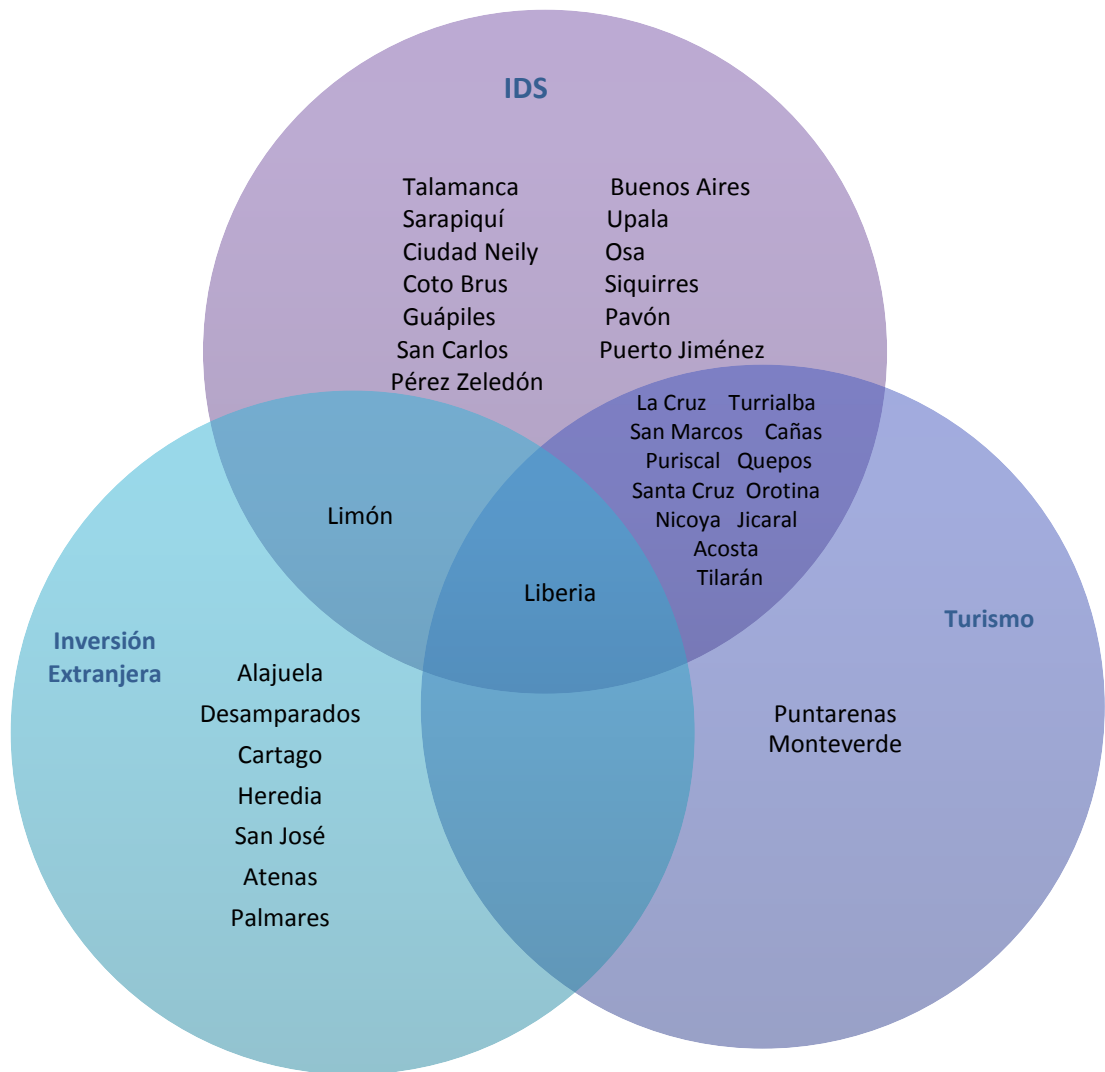 IDS
Talamanca Buenos Aires
Sarapiquí Upala
Ciudad Neily Osa
Coto Brus Siquirres
Guápiles Pavón
San Carlos Puerto Jiménez
Pérez Zeledón
La Cruz Turrialba
San Marcos Cañas
Puriscal Quepos
Santa Cruz Orotina
Nicoya Jicaral
Acosta
Tilarán
Limón
Liberia
Inversión
Extranjera
Alajuela
Desamparados
Cartago
Heredia
San José
Atenas
Palmares
Turismo
Puntarenas
Monteverde